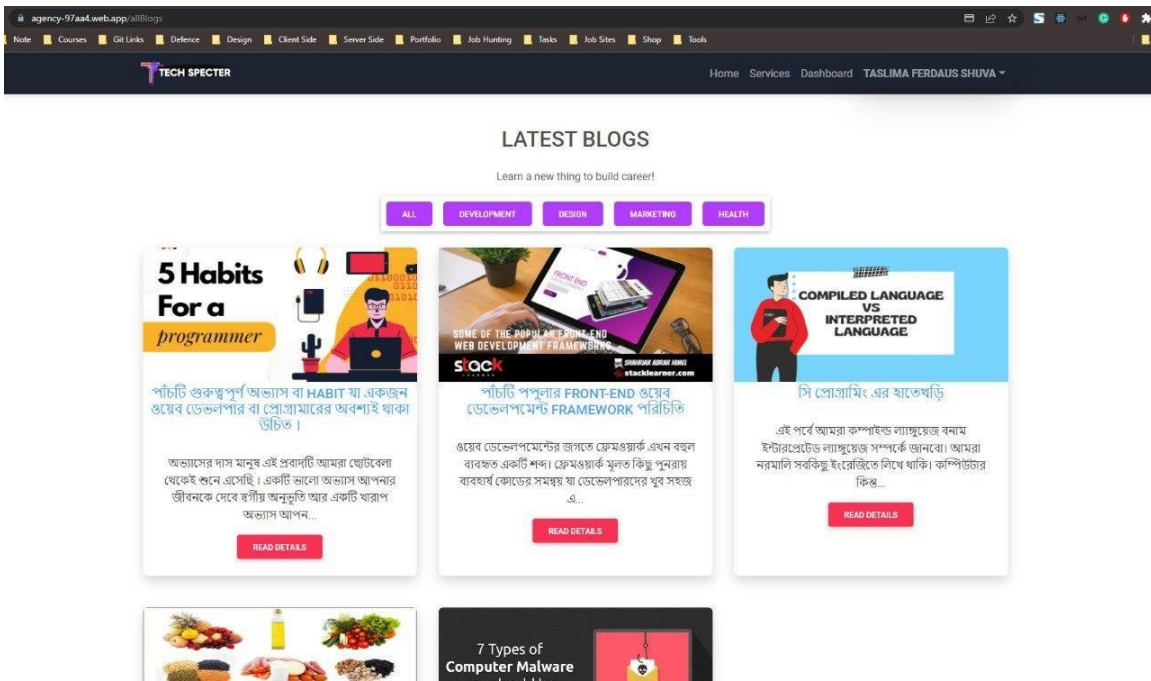 agency-97aa4.web.app/allBlogs
Note Courses Git Links Defence Design Client Side Server Side Portfolio Job Hunting Tasks Job Sites Shop Tools
TECH SPECTER
Home Services Dashboard TASLIMA FERDAUS SHUVA
LATEST BLOGS
Learn a new thing to build career!
ALL DEVELOPMENT DESIGN MARKETING HEALTH
5 Habits
For a
programmer
পাঁচটি গুরুত্বপূর্ণ অভ্যাস বা HABIT যা একজন
ওয়েব ডেভলপার বা প্রোগ্রামারের অবশ্যই থাকা
উচিত ।
অভ্যাসের দাস মানুষ এই প্রবাদটি আমরা ছোটবেলা
থেকেই শুনে এসেছি । একটি ভালো অভ্যাস আপনার
জীবনকে দেবে স্বর্গীয় অনুভূতি আর একটি খারাপ
অভ্যাস আপন...
READ DETAILS
FRONT END
SOME OF THE POPULAR FRONT-END
WEB DEVELOPMENT FRAMEWORKS
stack
LEARNER
SHAHRIAR ABRAR HIMEL
stacklearner.com
পাঁচটি পপুলার FRONT-END ওয়েব
ডেভেলপমেন্ট FRAMEWORK পরিচিতি
ওয়েব ডেভেলপমেন্টের জগতে ফ্রেমওয়ার্ক এখন বহুল
ব্যবহৃত একটি শব্দ। ফ্রেমওয়ার্ক মূলত কিছু পুনরায়
ব্যবহার্য কোডের সমন্বয় যা ডেভেলপারদের খুব সহজ
এ...
READ DETAILS
COMPILED LANGUAGE
VS
INTERPRETED
LANGUAGE
সি প্রোগ্রামিং এর হাতেখড়ি
এই পর্বে আমরা কম্পাইল্ড ল্যাঙ্গুয়েজ বনাম
ইন্টারপ্রেটেড ল্যাঙ্গুয়েজ সম্পর্কে জানবো। আমরা
নরমালি সবকিছু ইংরেজিতে লিখে থাকি। কম্পিউটার
কিন্তু...
READ DETAILS
7 Types of
Computer Malware